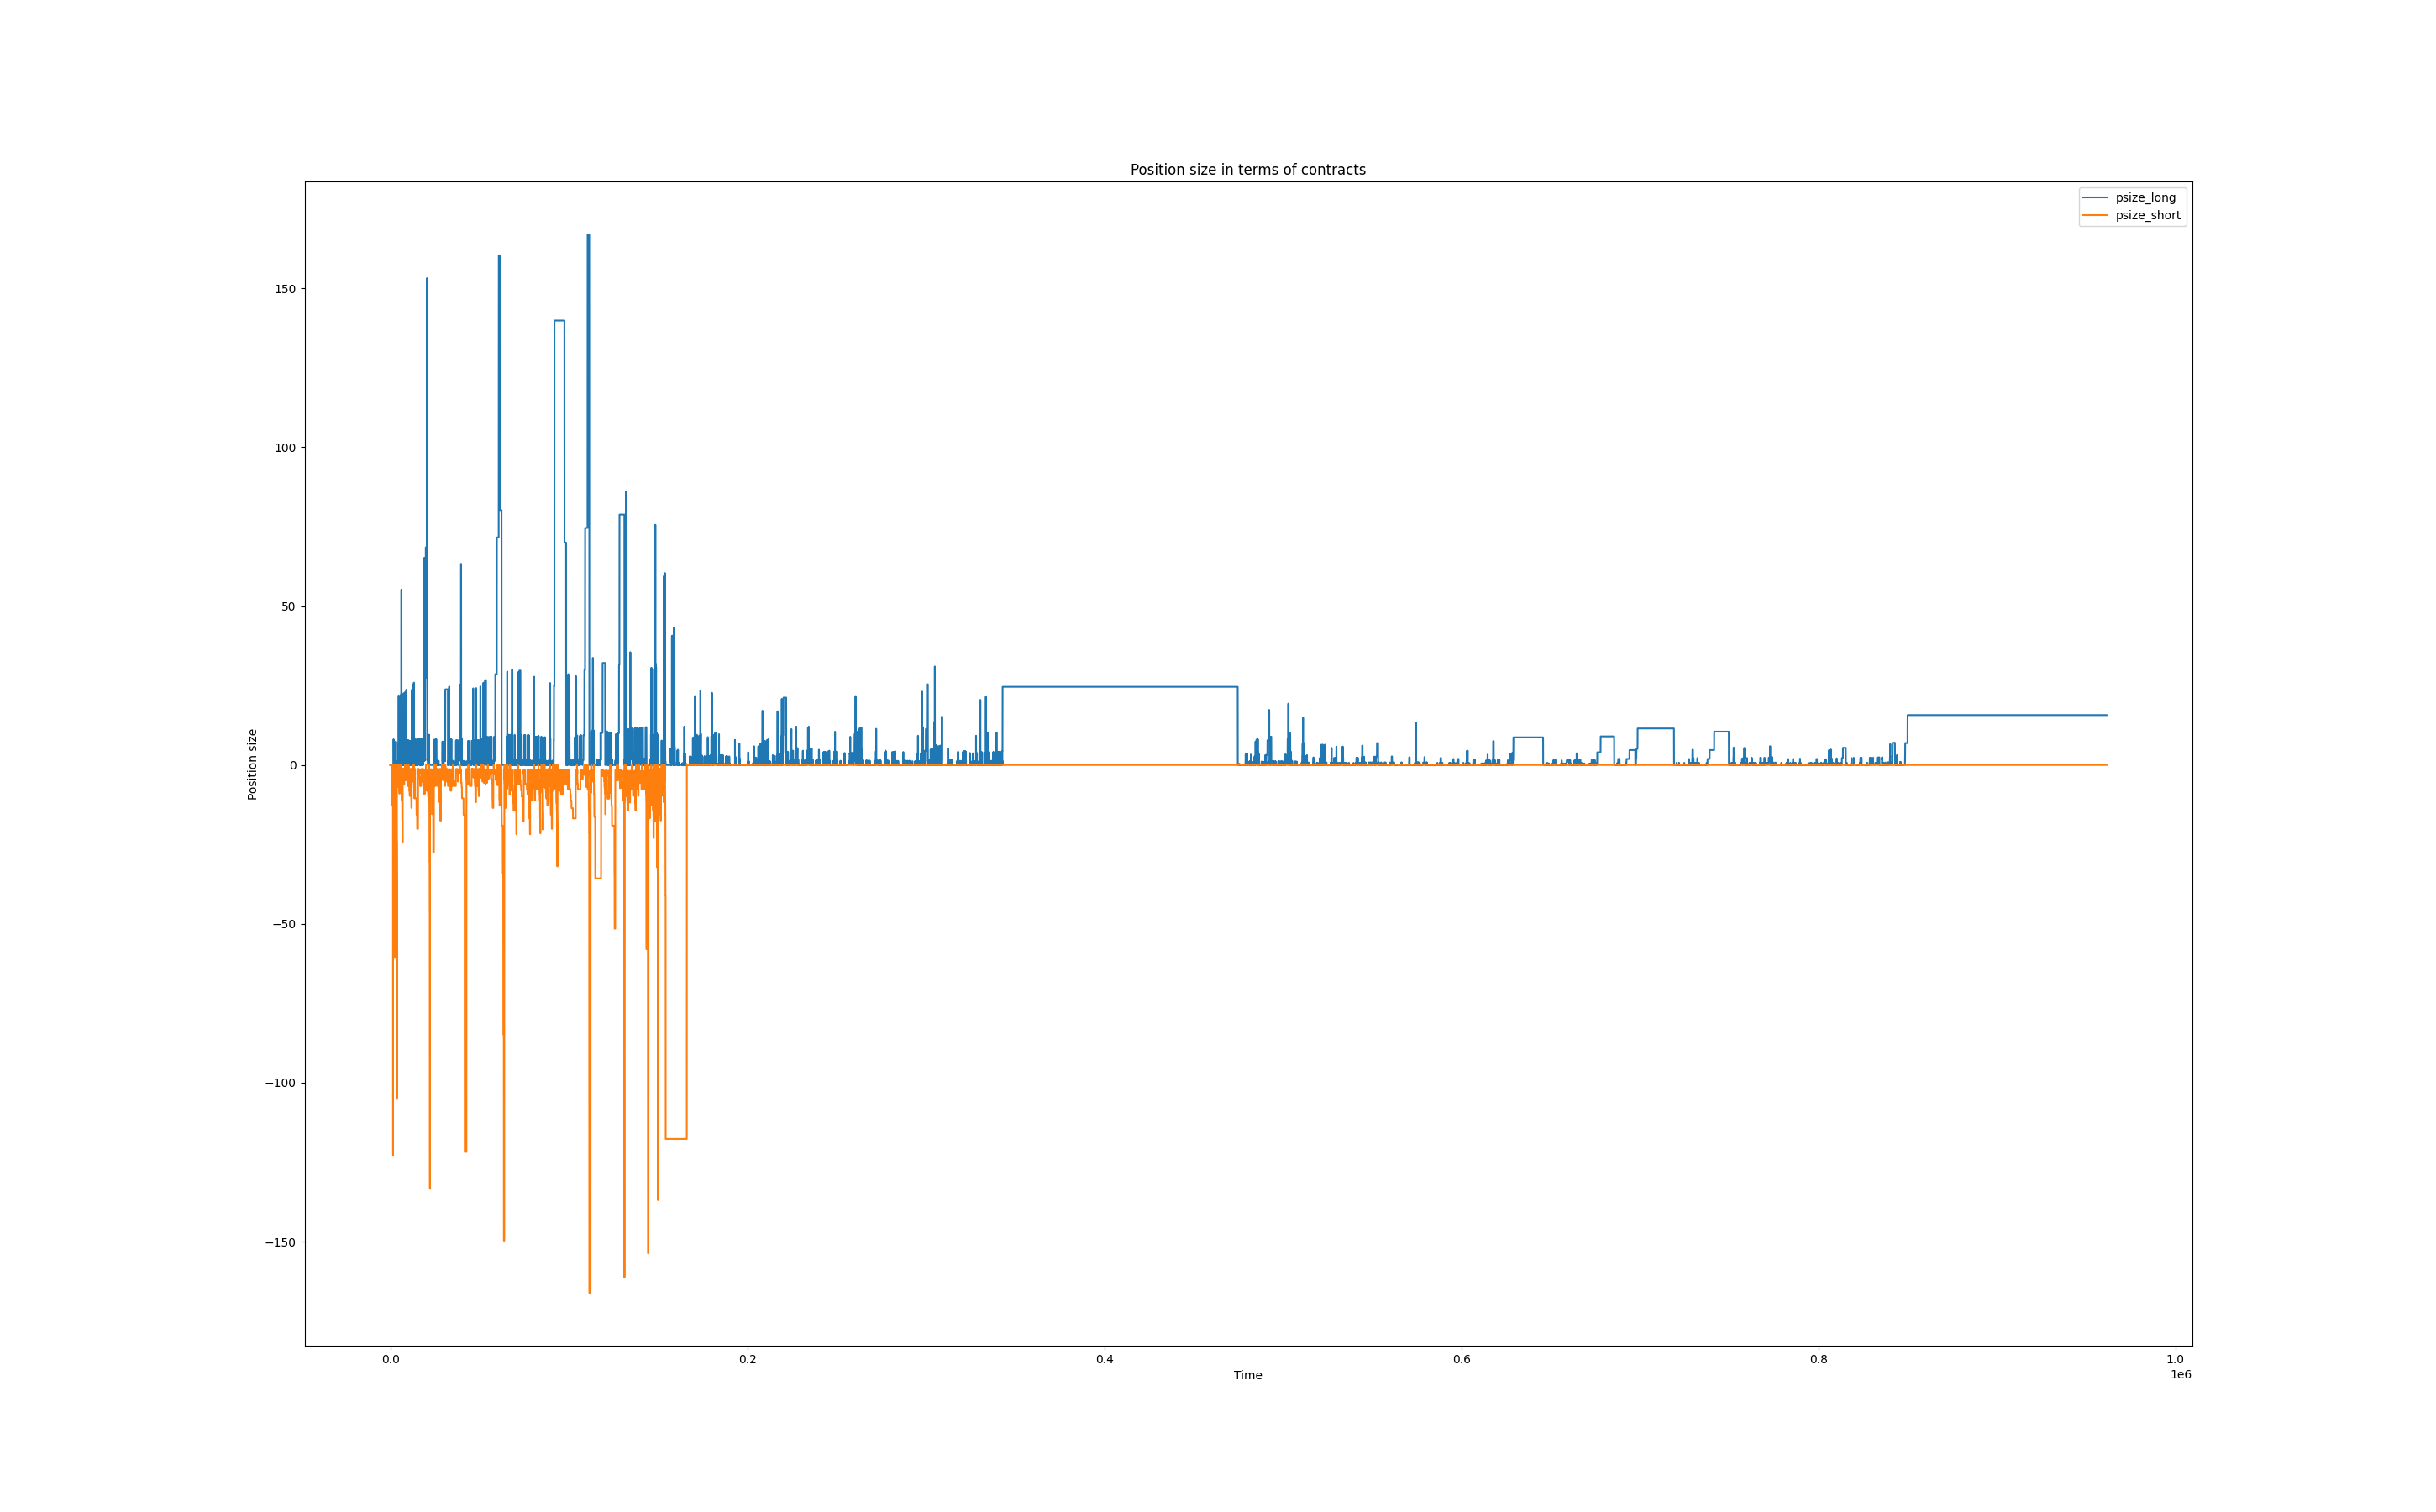 Position size in terms of contracts
psize_long
psize_short
Position size
150
100
50
0
−50
−100
−150
0.0
0.2
0.4
0.6
0.8
1.0
1e6
Time